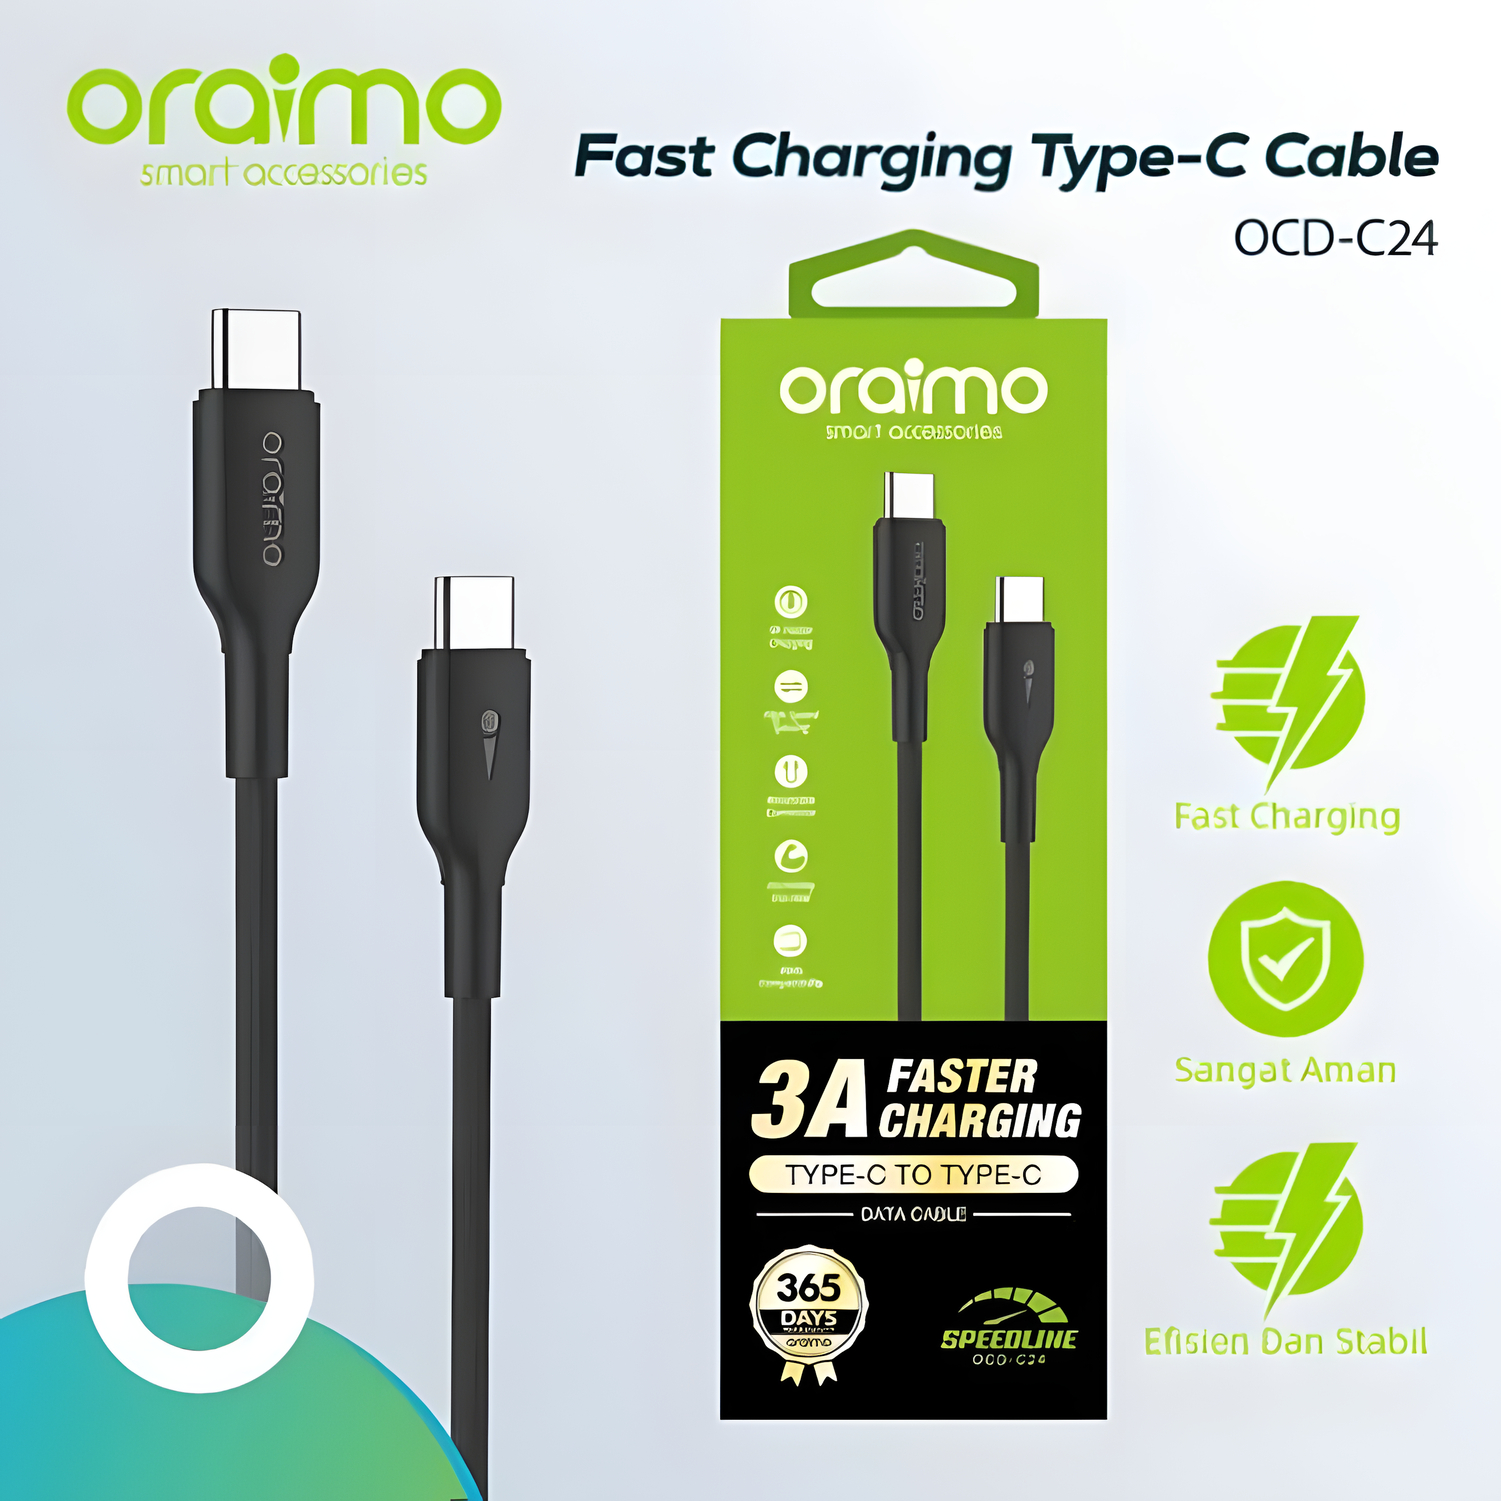 oraimo
smart accessories
Fast Charging Type-C Cable
OCD-C24
oraimo
oraimo
smart accessories
3A FASTER
CHARGING
TYPE-C TO TYPE-C
DATA CABLE
365
DAYS
oraimo
SPEEDLINE
OCD-C24
Fast Charging
Sangat Aman
Efisien Dan Stabil